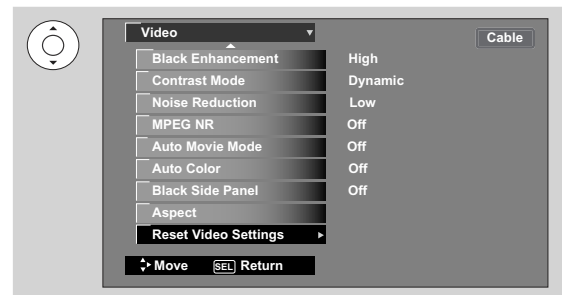 Video
Cable
Black Enhancement High
Contrast Mode Dynamic
Noise Reduction Low
MPEG NR Off
Auto Movie Mode Off
Auto Color Off
Black Side Panel Off
Aspect
Reset Video Settings
Move SEL Return